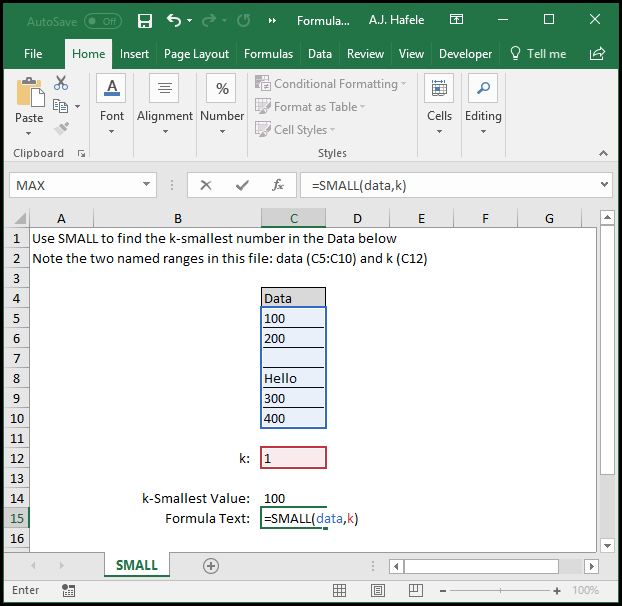 AutoSave Off Formula... A.J. Hafele
File Home Insert Page Layout Formulas Data Review View Developer Tell me
Paste
Clipboard
Font
Alignment
%
Number
Conditional Formatting
Format as Table
Cell Styles
Styles
Cells
Editing
MAX fx =SMALL(data,k)
A B C D E F G
1 Use SMALL to find the k-smallest number in the Data below
2 Note the two named ranges in this file: data (C5:C10) and k (C12)
3
4 Data
5 100
6 200
7
8 Hello
9 300
10 400
11
12 k: 1
13
14 k-Smallest Value: 100
15 Formula Text: =SMALL(data,k)
16
SMALL
Enter 100%